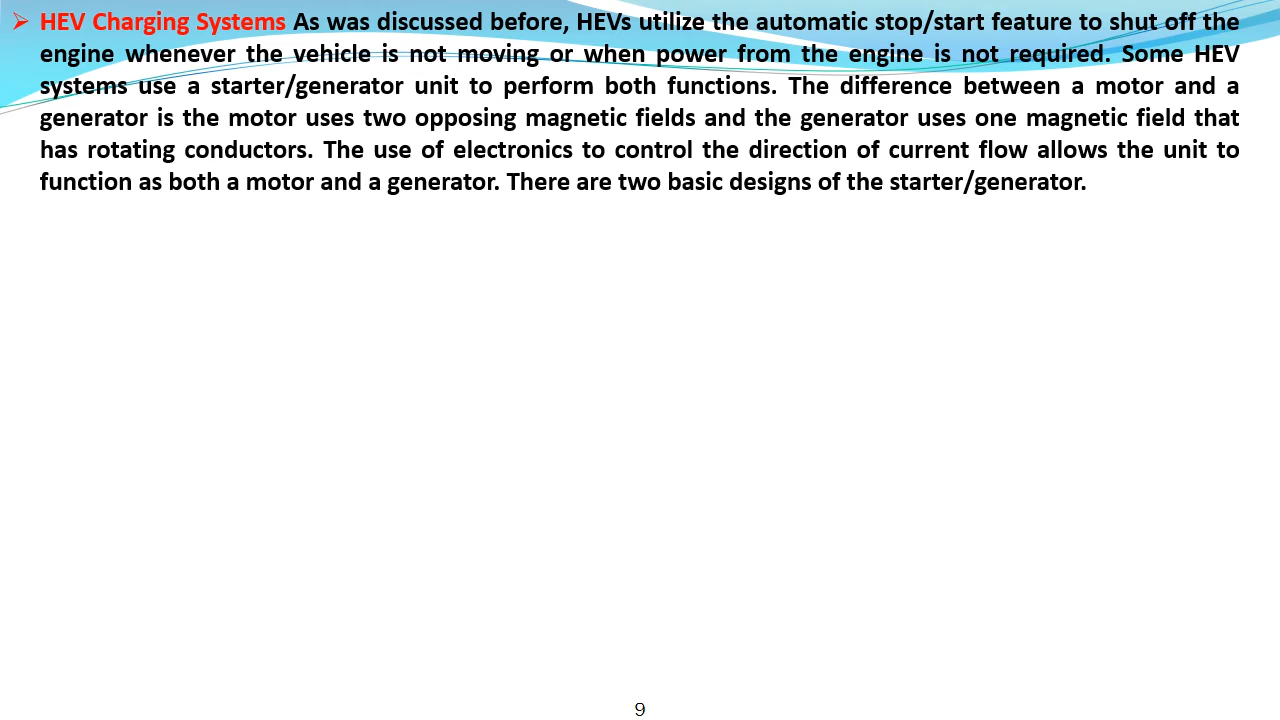 ➢ HEV Charging Systems As was discussed before, HEVs utilize the automatic stop/start feature to shut off the
engine whenever the vehicle is not moving or when power from the engine is not required. Some HEV
systems use a starter/generator unit to perform both functions. The difference between a motor and a
generator is the motor uses two opposing magnetic fields and the generator uses one magnetic field that
has rotating conductors. The use of electronics to control the direction of current flow allows the unit to
function as both a motor and a generator. There are two basic designs of the starter/generator.
9